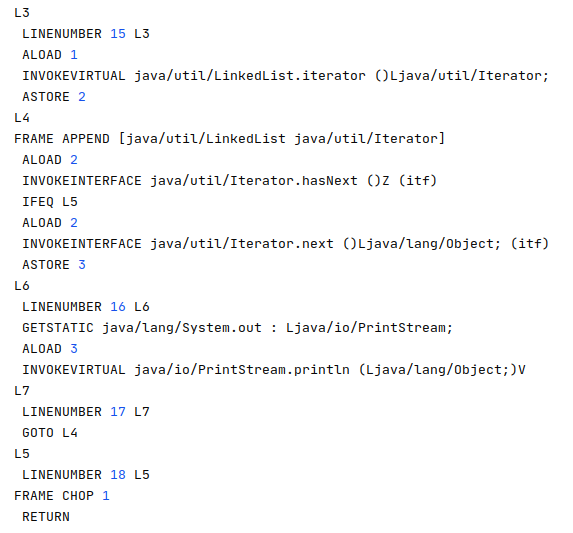 L3
LINENUMBER 15 L3
ALOAD 1
INVOKEVIRTUAL java/util/LinkedList.iterator ()Ljava/util/Iterator;
ASTORE 2
L4
FRAME APPEND [java/util/LinkedList java/util/Iterator]
ALOAD 2
INVOKEINTERFACE java/util/Iterator.hasNext ()Z (itf)
IFEQ L5
ALOAD 2
INVOKEINTERFACE java/util/Iterator.next ()Ljava/lang/Object; (itf)
ASTORE 3
L6
LINENUMBER 16 L6
GETSTATIC java/lang/System.out : Ljava/io/PrintStream;
ALOAD 3
INVOKEVIRTUAL java/io/PrintStream.println (Ljava/lang/Object;)V
L7
LINENUMBER 17 L7
GOTO L4
L5
LINENUMBER 18 L5
FRAME CHOP 1
RETURN